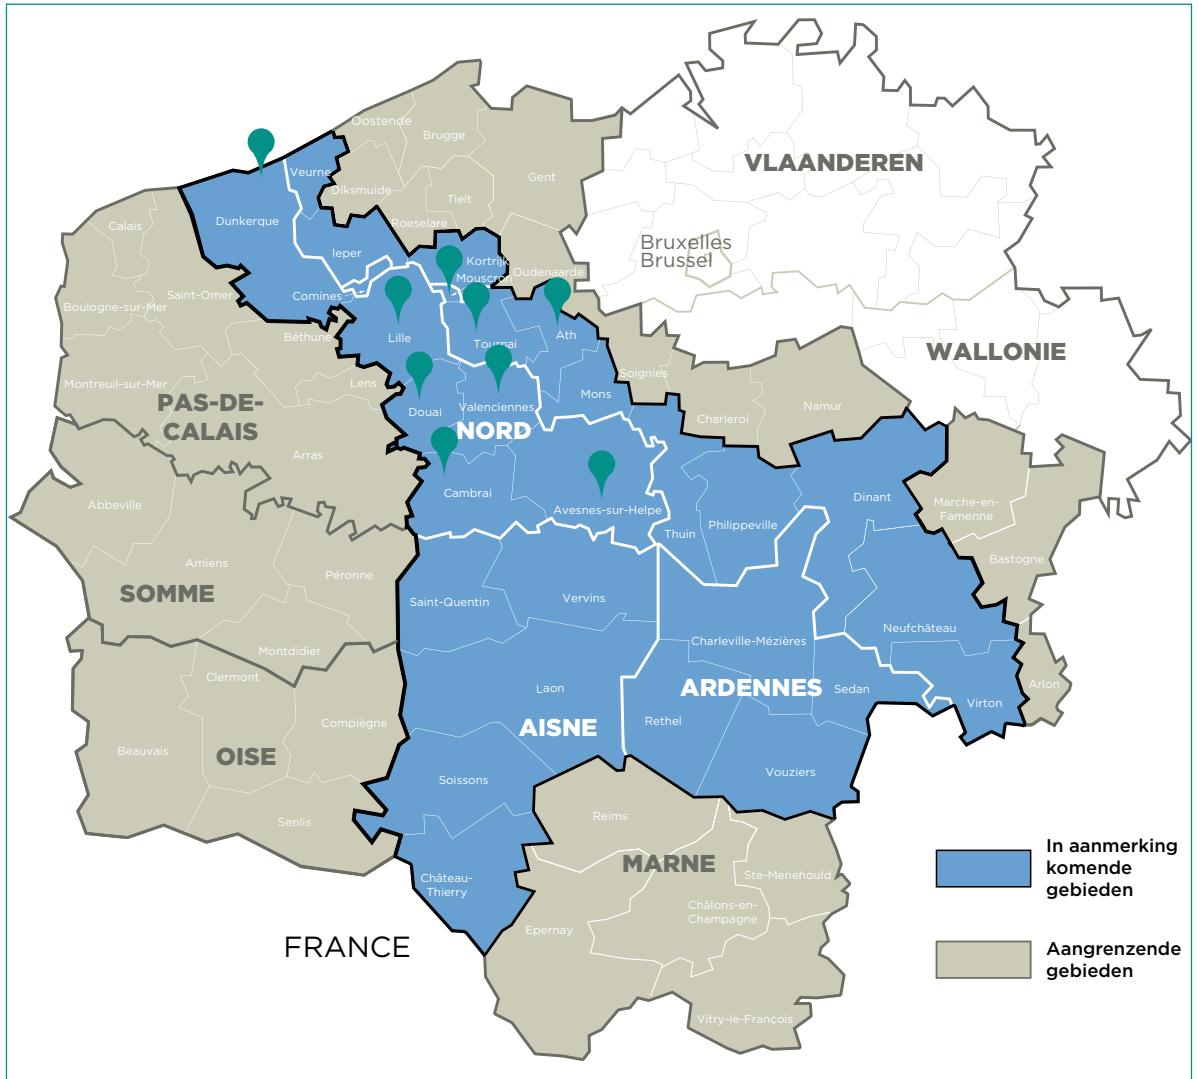 Oostende
Brugge
VLAANDEREN
Veurne
Diksmuide
Gent
Tielt
Calais
Dunkerque
Roeselare
Ieper
Bruxelles
Brussel
Kortrijk
Mouscron
Oudenaarde
Saint-Omer
Comines
Boulogne-sur-Mer
Béthune
Lille
Tournai
Ath
WALLONIE
Montreuil-sur-Mer
Lens
Soignies
Mons
PAS-DE-
CALAIS
Douai
Valenciennes
NORD
Charleroi
Namur
Arras
Cambrai
Avesnes-sur-Helpe
Dinant
Marche-en-
Famenne
Abbeville
Thuin
Philippeville
Bastogne
Amiens
Péronne
SOMME
Saint-Quentin
Vervins
Neufchâteau
Montdidier
Charleville-Mézières
Clermont
Laon
ARDENNES
Sedan
Arlon
Virton
Compiègne
AISNE
Rethel
Beauvais
OISE
Soissons
Vouziers
Senlis
Reims
MARNE
Château-
Thierry
Ste-Menehould
Châlons-en-
Champagne
Epernay
FRANCE
Vitry-le-François
In aanmerking
komende
gebieden
Aangrenzende
gebieden